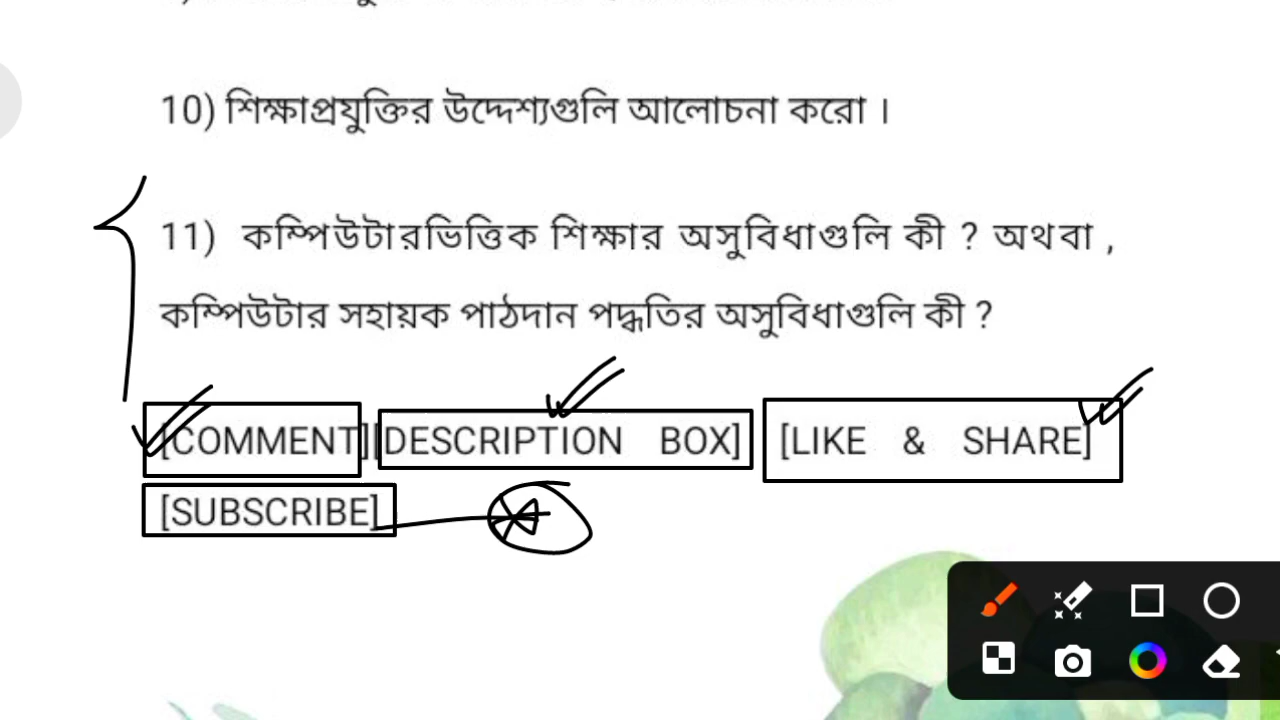 10) শিক্ষাপ্রযুক্তির উদ্দেশ্যগুলি আলোচনা করো ।
11) কম্পিউটারভিত্তিক শিক্ষার অসুবিধাগুলি কী ? অথবা ,
কম্পিউটার সহায়ক পাঠদান পদ্ধতির অসুবিধাগুলি কী ?
[COMMENT][DESCRIPTION BOX] [LIKE & SHARE]
[SUBSCRIBE]